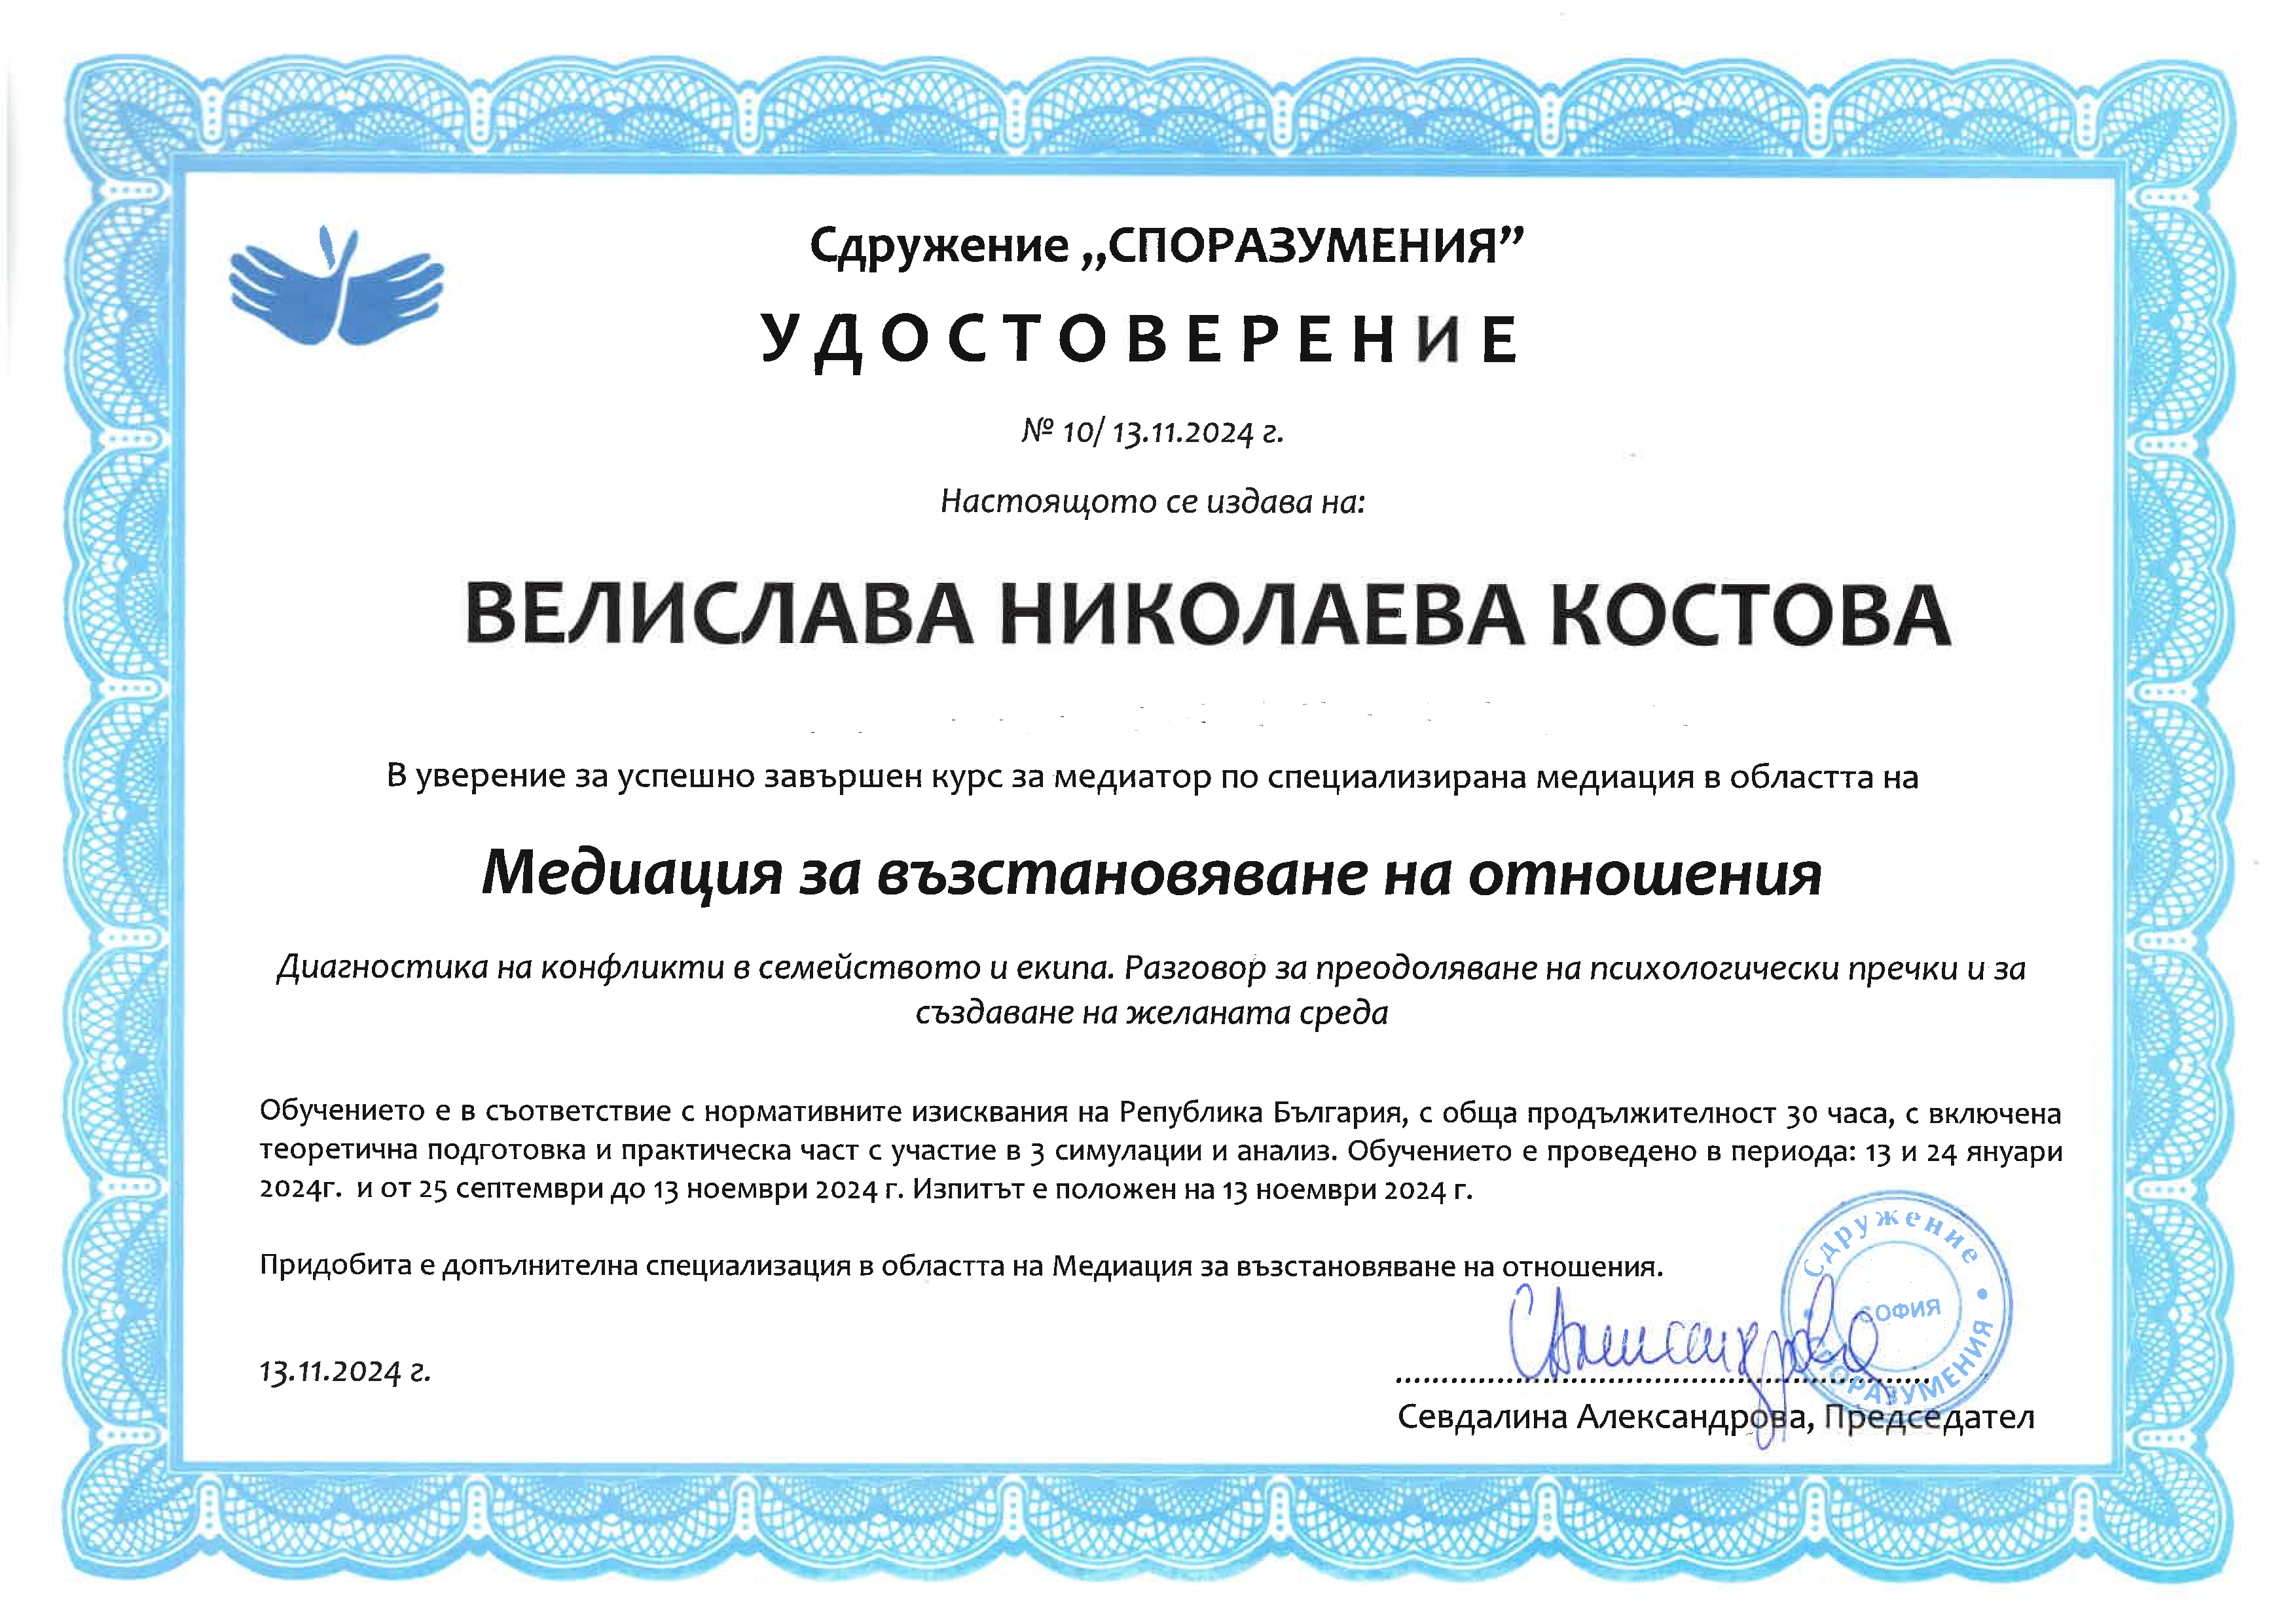 Сдружение „СПОРАЗУМЕНИЯ”
УДОСТОВЕРЕНИЕ
№ 10/ 13.11.2024 г.
Настоящото се издава на:
ВЕЛИСЛАВА НИКОЛАЕВА КОСТОВА
В уверение за успешно завършен курс за медиатор по специализирана медиация в областта на
Медиация за възстановяване на отношения
Диагностика на конфликти в семейството и екипа. Разговор за преодоляване на психологически пречки и за
създаване на желаната среда
Обучението е в съответствие с нормативните изисквания на Република България, с обща продължителност 30 часа, с включена
теоретична подготовка и практическа част с участие в 3 симулации и анализ. Обучението е проведено в периода: 13 и 24 януари
2024г. и от 25 септември до 13 ноември 2024 г. Изпитът е положен на 13 ноември 2024 г.
Придобита е допълнителна специализация в областта на Медиация за възстановяване на отношения.
Сдружение
СОФИЯ
СПОРАЗУМЕНИЯ
13.11.2024 г.
Севдалина Александрова, Председател